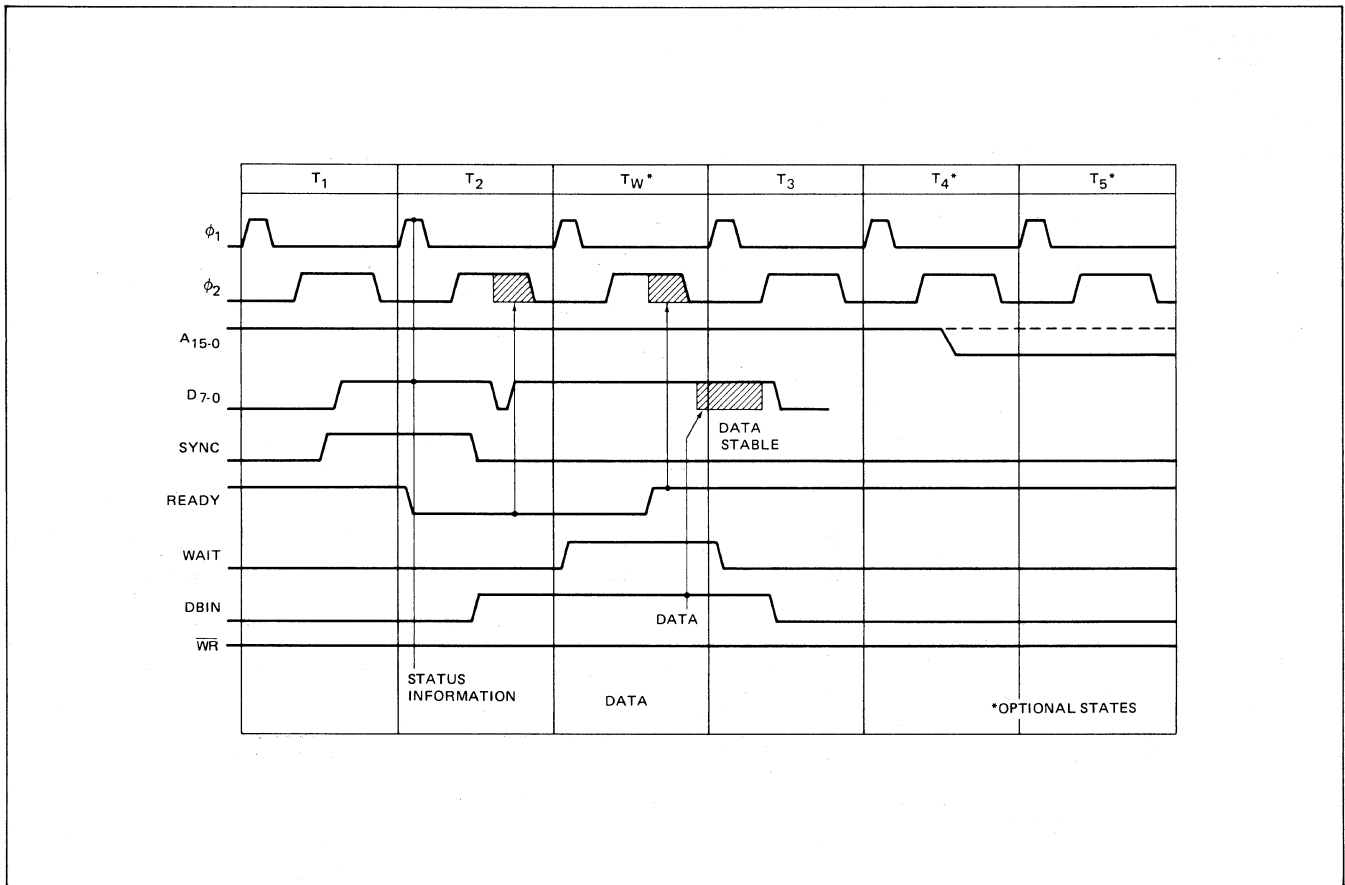 T1 T2 TW* T3 T4* T5*
ϕ1
ϕ2
A15-0
D7-0
DATA
STABLE
SYNC
READY
WAIT
DBIN
DATA
W̅R̅
STATUS
INFORMATION
DATA
*OPTIONAL STATES